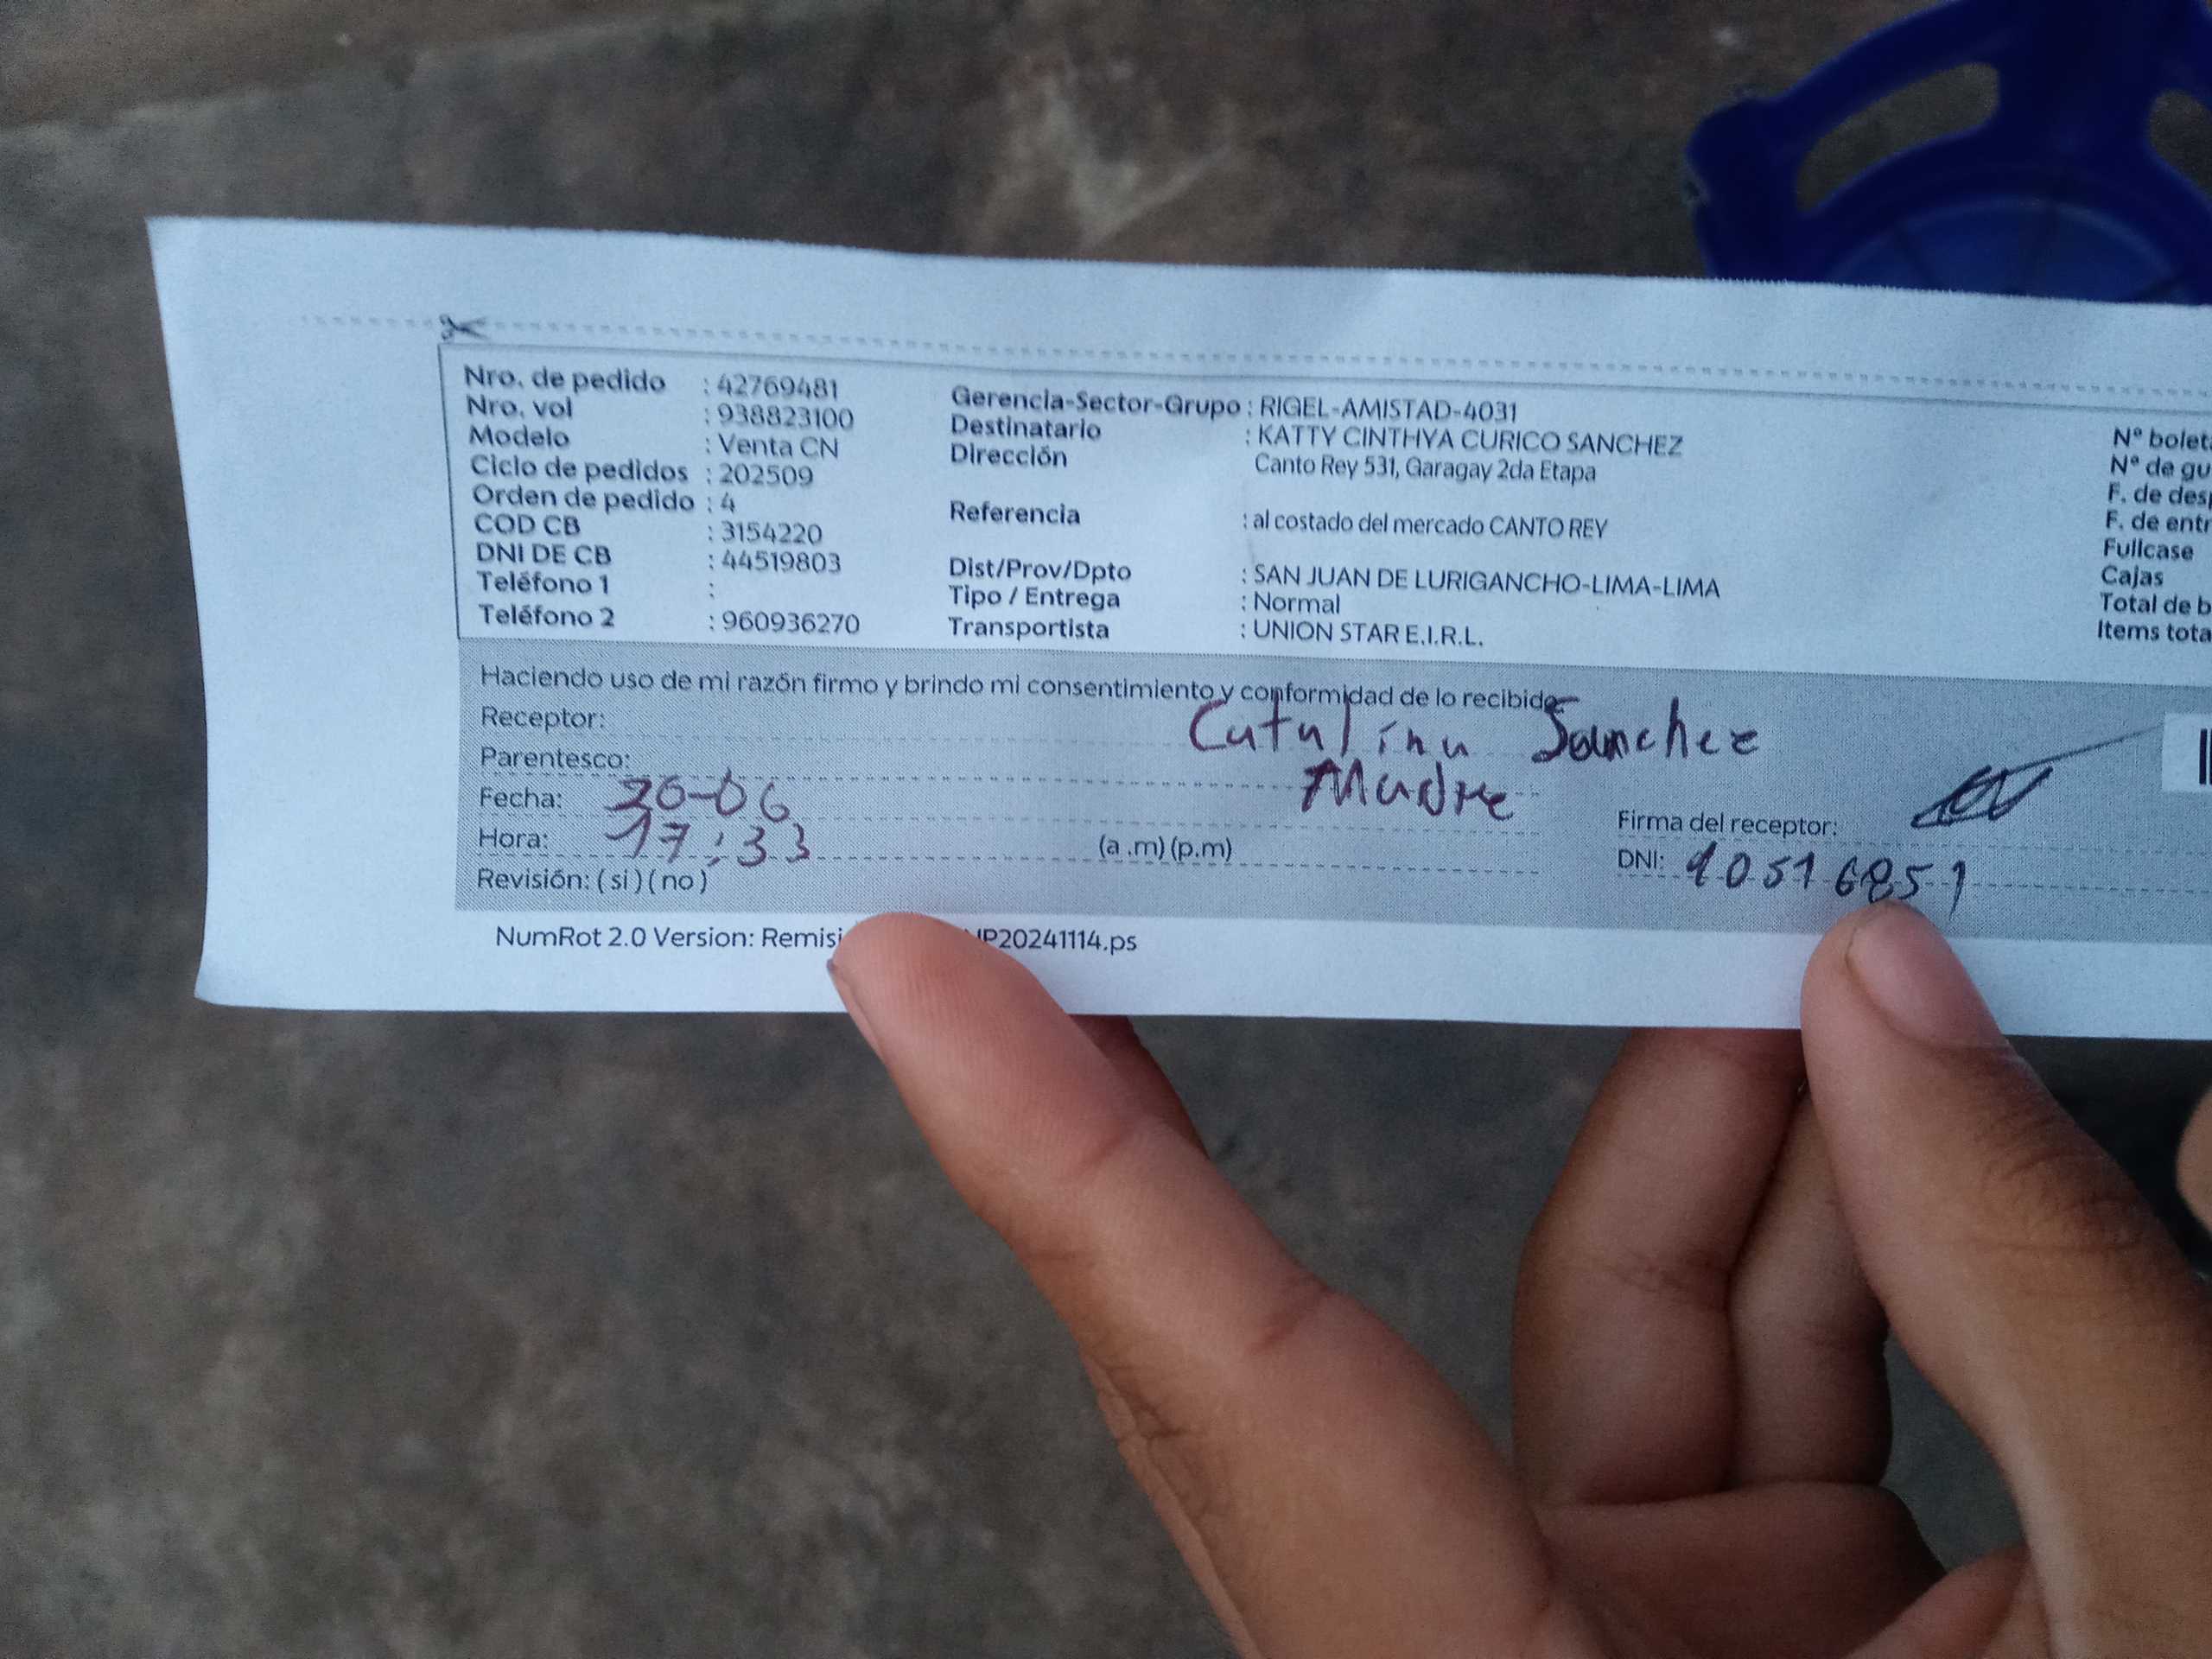 Nro. de pedido : 42769481
Nro. vol : 938823100
Modelo : Venta CN
Ciclo de pedidos : 202509
Orden de pedido : 4
COD CB : 3154220
DNI DE CB : 44519803
Teléfono 1 :
Teléfono 2 : 960936270
Gerencia-Sector-Grupo : RIGEL-AMISTAD-4031
Destinatario : KATTY CINTHYA CURICO SANCHEZ
Dirección Canto Rey 531, Garagay 2da Etapa
Referencia : al costado del mercado CANTO REY
Dist/Prov/Dpto : SAN JUAN DE LURIGANCHO-LIMA-LIMA
Tipo / Entrega : Normal
Transportista : UNION STAR E.I.R.L.
N° bolet
N° de gu
F. de des
F. de entr
Fullcase
Cajas
Total de b
Items tota
Haciendo uso de mi razón firmo y brindo mi consentimiento y conformidad de lo recibido
Receptor: Catalina Sanchez
Parentesco: Madre
Fecha: 20-06
Hora: 17:33 (a .m) (p.m)
Revisión: ( si ) ( no )
Firma del receptor:
DNI: 10516851
NumRot 2.0 Version: Remisi P20241114.ps